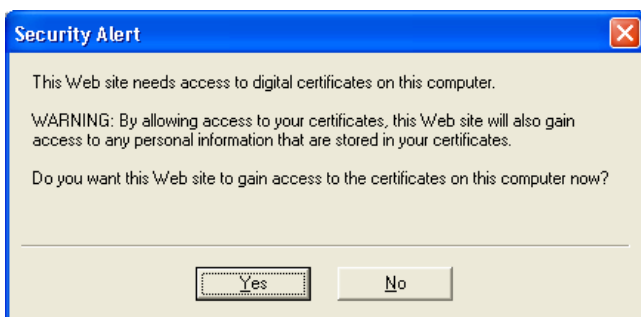 Security Alert
This Web site needs access to digital certificates on this computer.
WARNING: By allowing access to your certificates, this Web site will also gain
access to any personal information that are stored in your certificates.
Do you want this Web site to gain access to the certificates on this computer now?
Yes
No